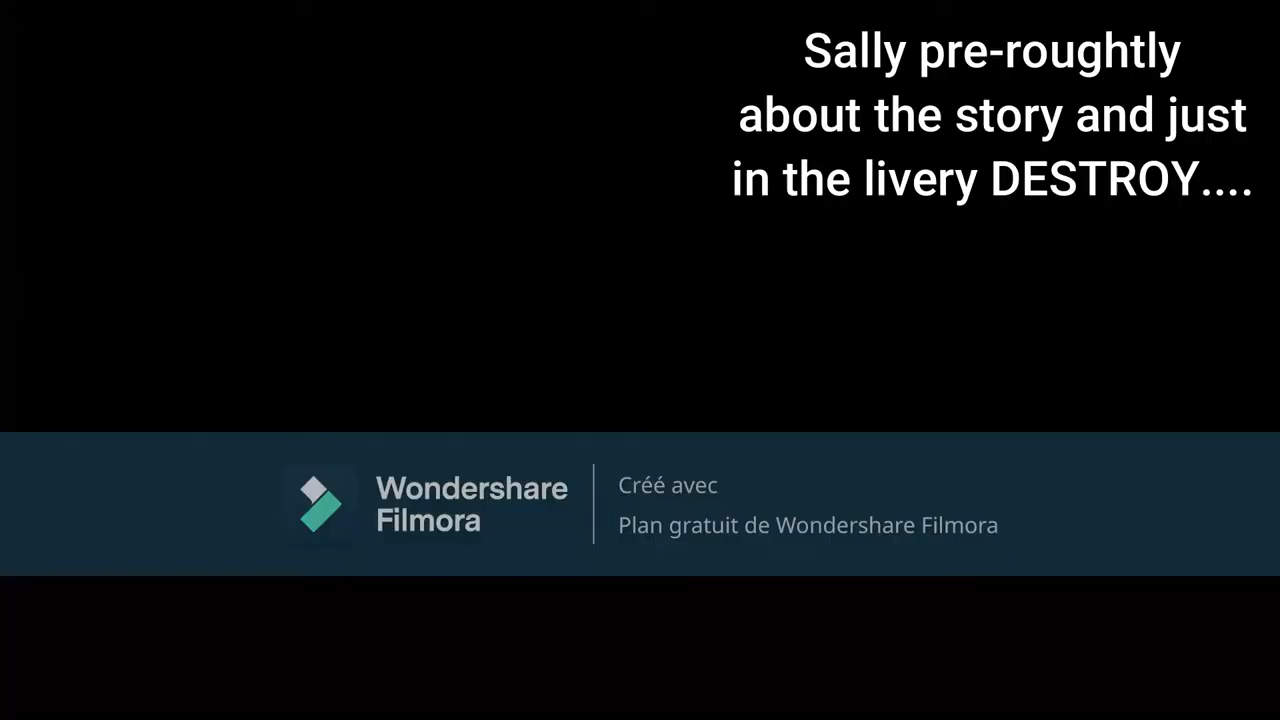 Sally pre-roughtly
about the story and just
in the livery DESTROY....
Wondershare
Filmora
Créé avec
Plan gratuit de Wondershare Filmora